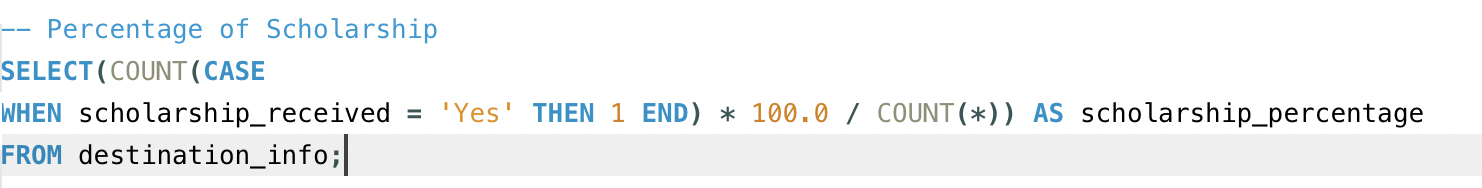 -- Percentage of Scholarship
SELECT(COUNT(CASE
WHEN scholarship_received = 'Yes' THEN 1 END) * 100.0 / COUNT(*)) AS scholarship_percentage
FROM destination_info;